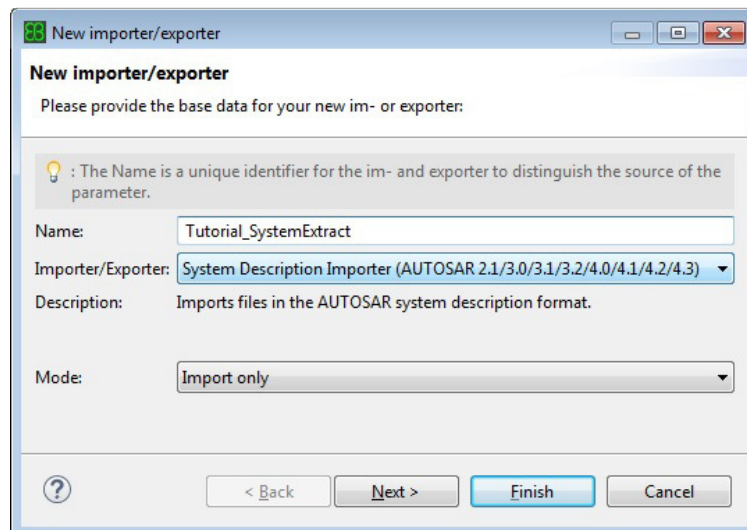 New importer/exporter
New importer/exporter
Please provide the base data for your new im- or exporter:
: The Name is a unique identifier for the im- and exporter to distinguish the source of the
parameter.
Name: Tutorial_SystemExtract
Importer/Exporter: System Description Importer (AUTOSAR 2.1/3.0/3.1/3.2/4.0/4.1/4.2/4.3)
Description: Imports files in the AUTOSAR system description format.
Mode: Import only
? < Back Next > Finish Cancel